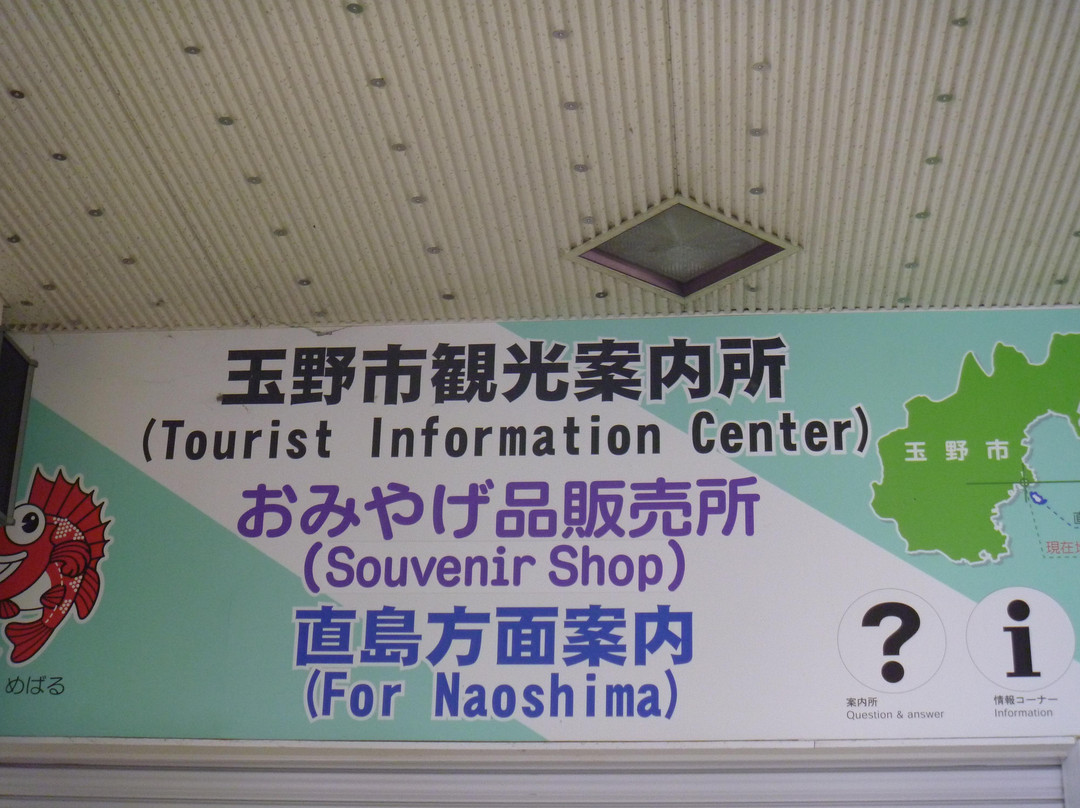 玉野市観光案内所
(Tourist Information Center)
おみやげ品販売所
(Souvenir Shop)
直島方面案内
(For Naoshima)
めばる
玉野市
現在
?
i
案内所
Question & answer
情報コーナー
Information